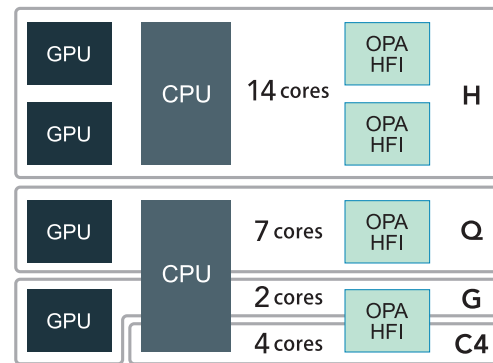 GPU
GPU
CPU
14 cores
OPA
HFI
OPA
HFI
H
GPU
CPU
7 cores
OPA
HFI
Q
GPU
2 cores
OPA
HFI
G
4 cores
C4